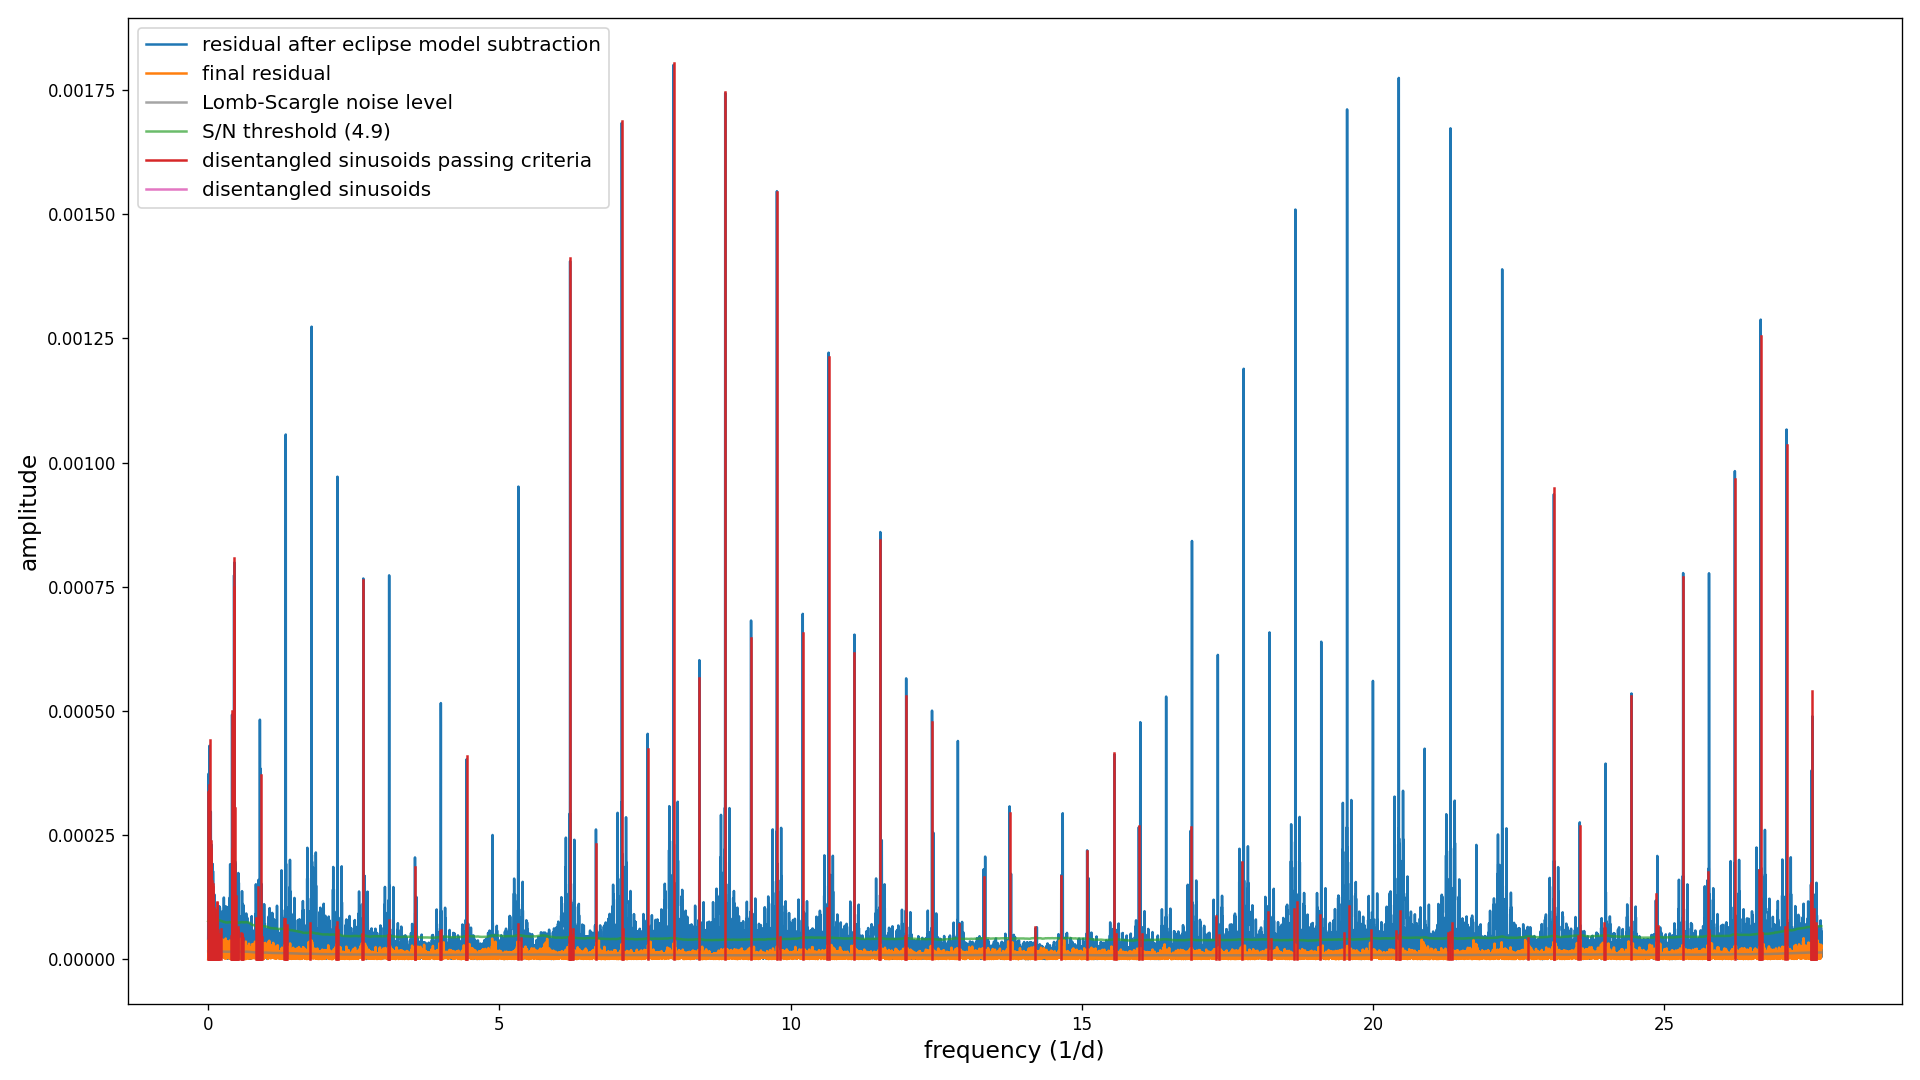 residual after eclipse model subtraction
final residual
Lomb-Scargle noise level
S/N threshold (4.9)
disentangled sinusoids passing criteria
disentangled sinusoids
0.00175
0.00150
0.00125
0.00100
0.00075
0.00050
0.00025
0.00000
amplitude
0 5 10 15 20 25
frequency (1/d)